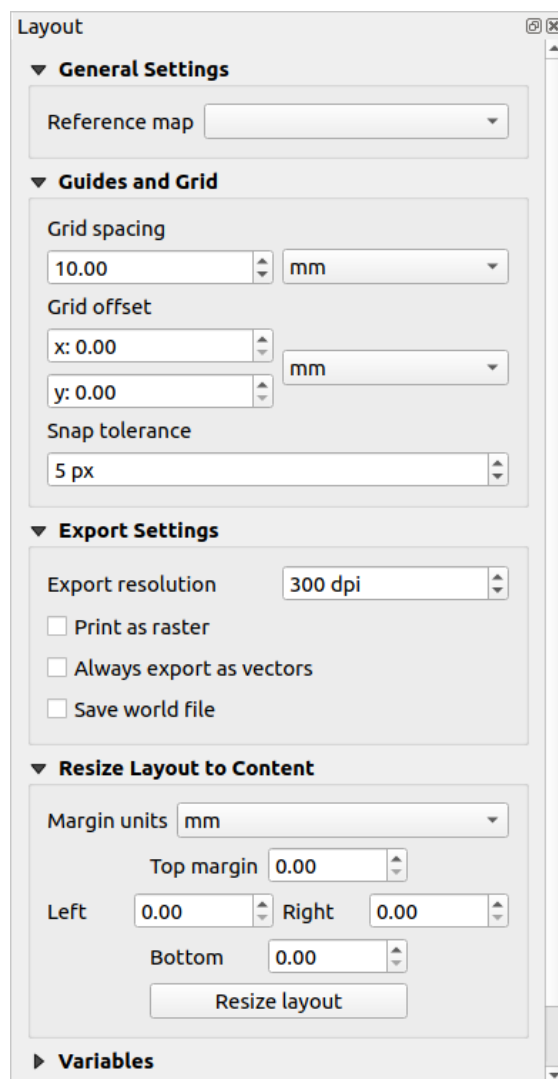 Layout
General Settings
Reference map
Guides and Grid
Grid spacing
10.00 mm
Grid offset
x: 0.00
mm
y: 0.00
Snap tolerance
5 px
Export Settings
Export resolution 300 dpi
Print as raster
Always export as vectors
Save world file
Resize Layout to Content
Margin units mm
Top margin 0.00
Left 0.00 Right 0.00
Bottom 0.00
Resize layout
Variables